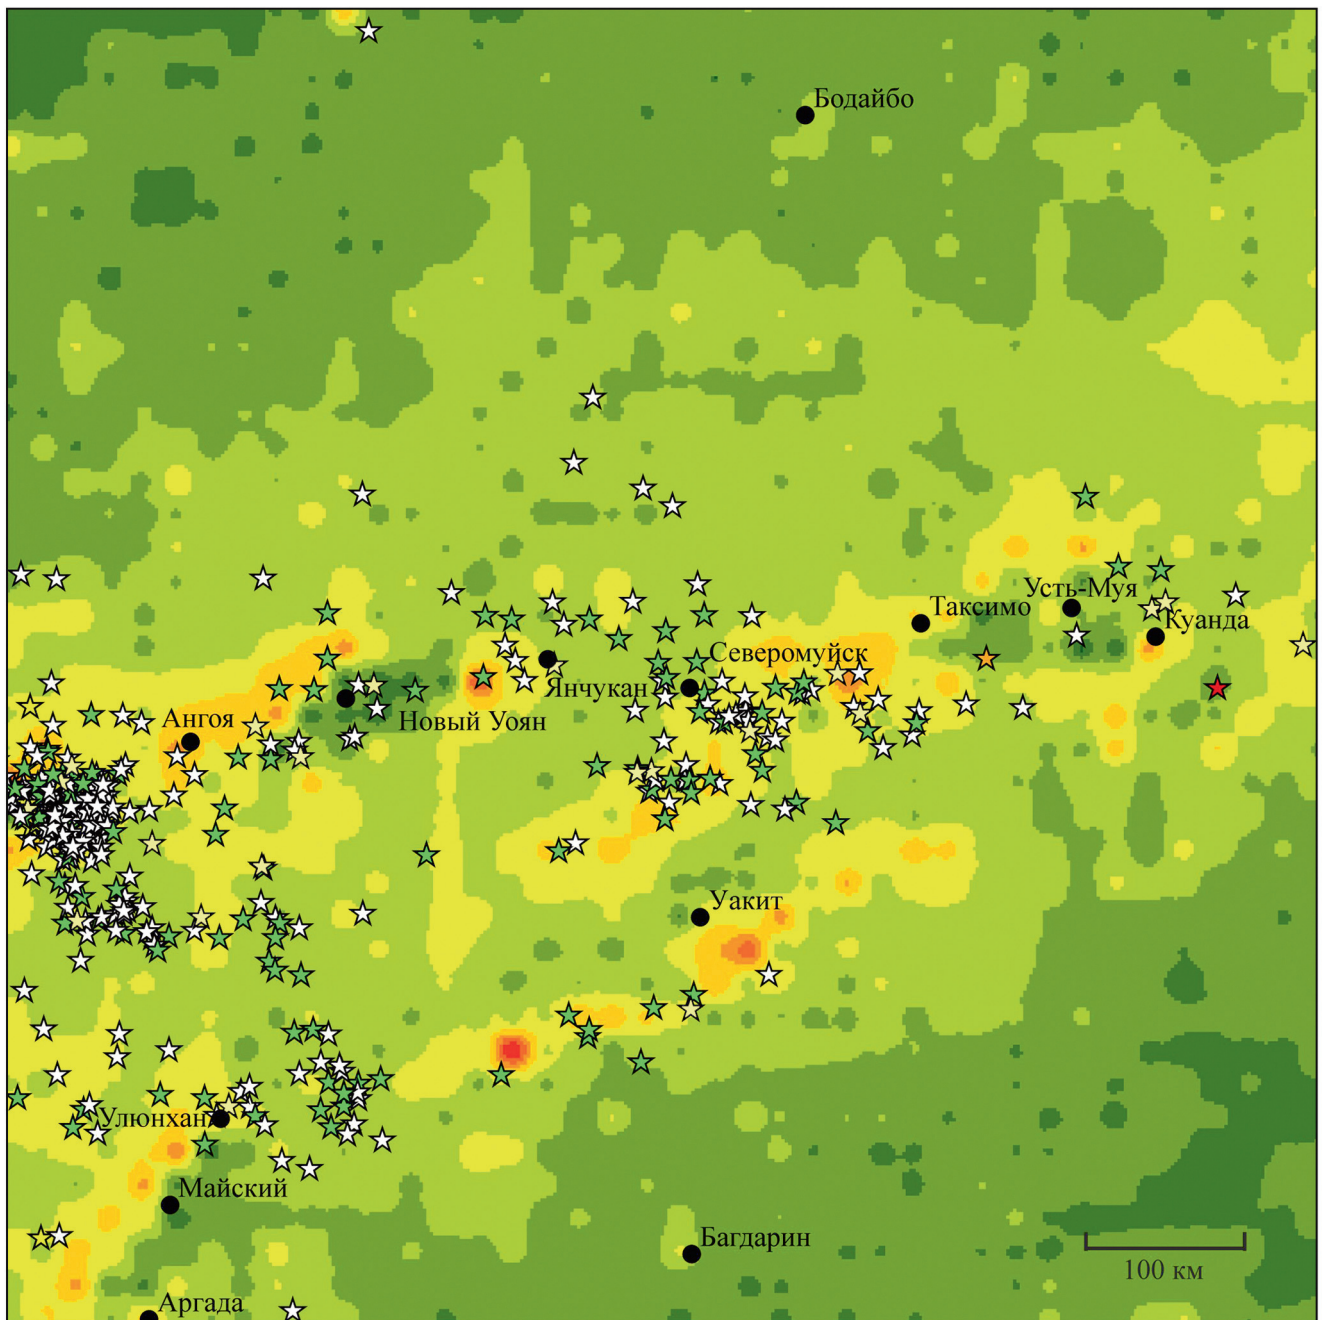 Бодайбо
Усть-Муя
Таксимо
Куанда
Северомуйск
Янчукан
Ангоя
Новый Уоян
Уакит
Улюнхан
Майский
Багдарин
100 км
Аргада